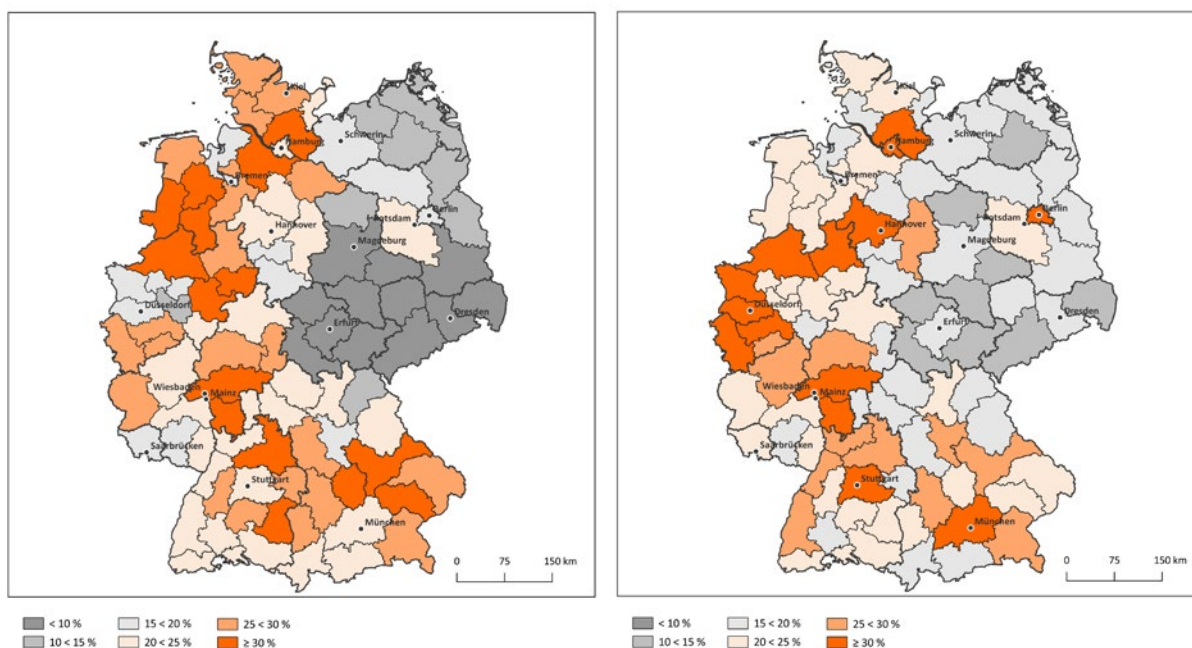 Kiel
Schwerin
Hamburg
Bremen
Berlin
Potsdam
Hannover
Magdeburg
Düsseldorf
Erfurt
Dresden
Wiesbaden
Mainz
Saarbrücken
Stuttgart
München
0 75 150 km
< 10 % 15 < 20 % 25 < 30 %
10 < 15 % 20 < 25 % ≥ 30 %
Kiel
Schwerin
Hamburg
Bremen
Berlin
Potsdam
Hannover
Magdeburg
Düsseldorf
Erfurt
Dresden
Wiesbaden
Mainz
Saarbrücken
Stuttgart
München
0 75 150 km
< 10 % 15 < 20 % 25 < 30 %
10 < 15 % 20 < 25 % ≥ 30 %